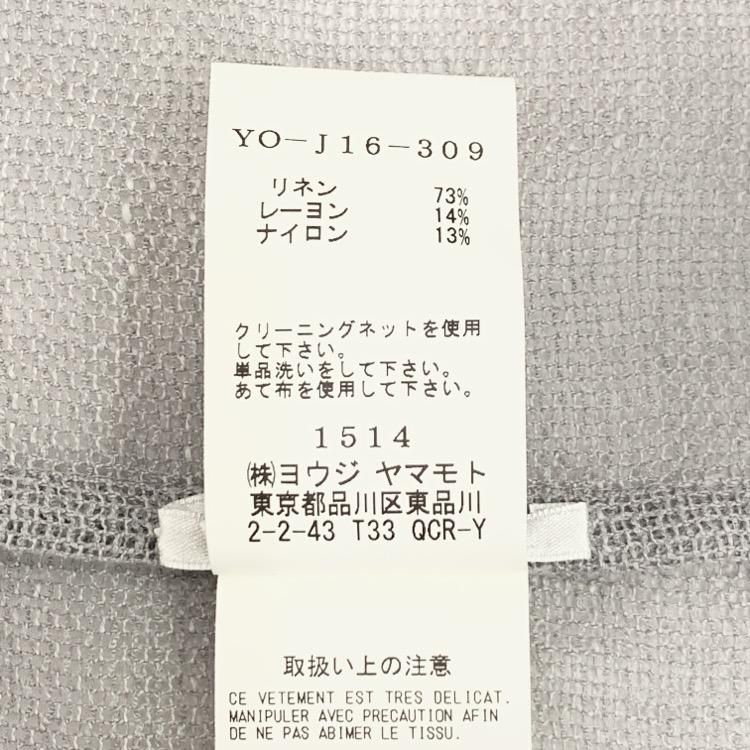 YO-J16-309
リネン 73%
レーヨン 14%
ナイロン 13%
クリーニングネットを使用
して下さい。
単品洗いをして下さい。
あて布を使用して下さい。
1514
㈱ヨウジ ヤマモト
東京都品川区東品川
2-2-43 T33 QCR-Y
取扱い上の注意
CE VETEMENT EST TRES DELICAT.
MANIPULER AVEC PRECAUTION AFIN
DE NE PAS ABIMER LE TISSU.